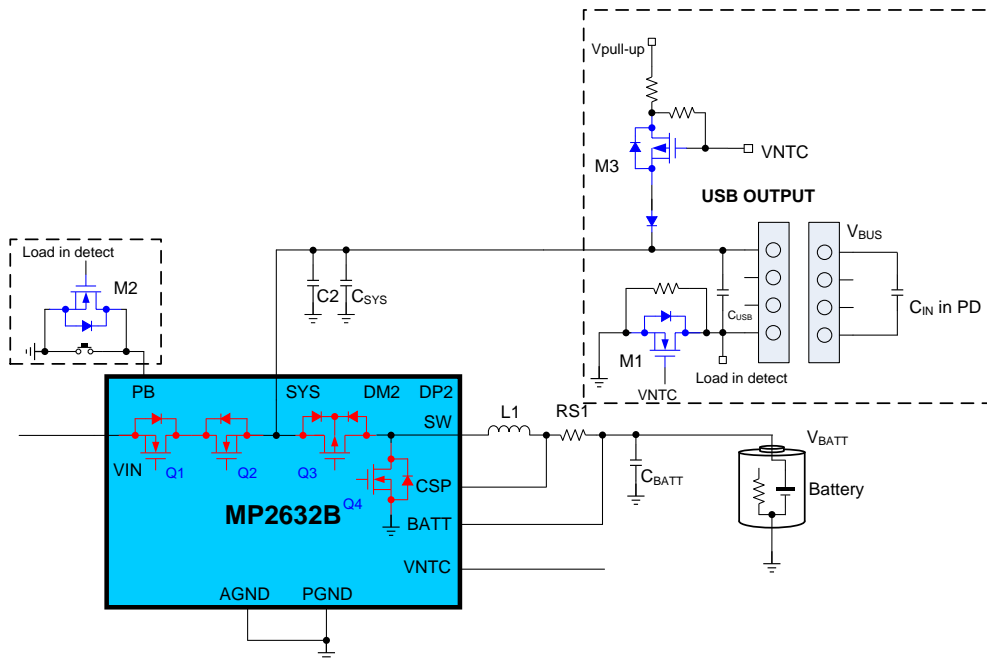 Vpull-up
VNTC
M3
USB OUTPUT
VBUS
Load in detect
M2
C2
CSYS
CUSB
CIN in PD
M1
Load in detect
VNTC
PB
SYS
DM2
DP2
SW
L1
RS1
VIN
Q1
Q2
Q3
Q4
CSP
CBATT
VBATT
Battery
MP2632B
BATT
VNTC
AGND
PGND